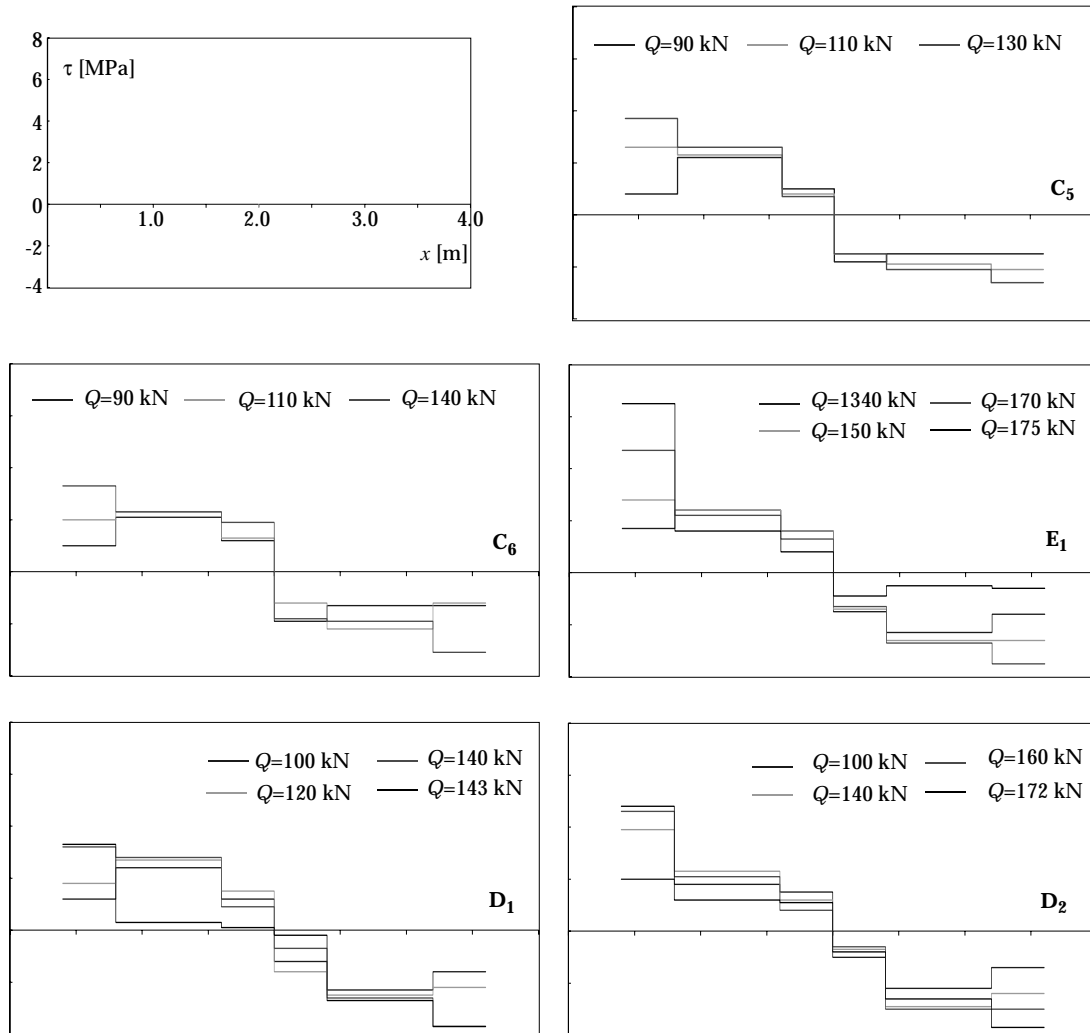 8
τ [MPa]
6
4
2
0
1.0 2.0 3.0 4.0
-2
x [m]
-4
Q=90 kN Q=110 kN Q=130 kN
C5
Q=90 kN Q=110 kN Q=140 kN
C6
Q=1340 kN Q=170 kN
Q=150 kN Q=175 kN
E1
Q=100 kN Q=140 kN
Q=120 kN Q=143 kN
D1
Q=100 kN Q=160 kN
Q=140 kN Q=172 kN
D2